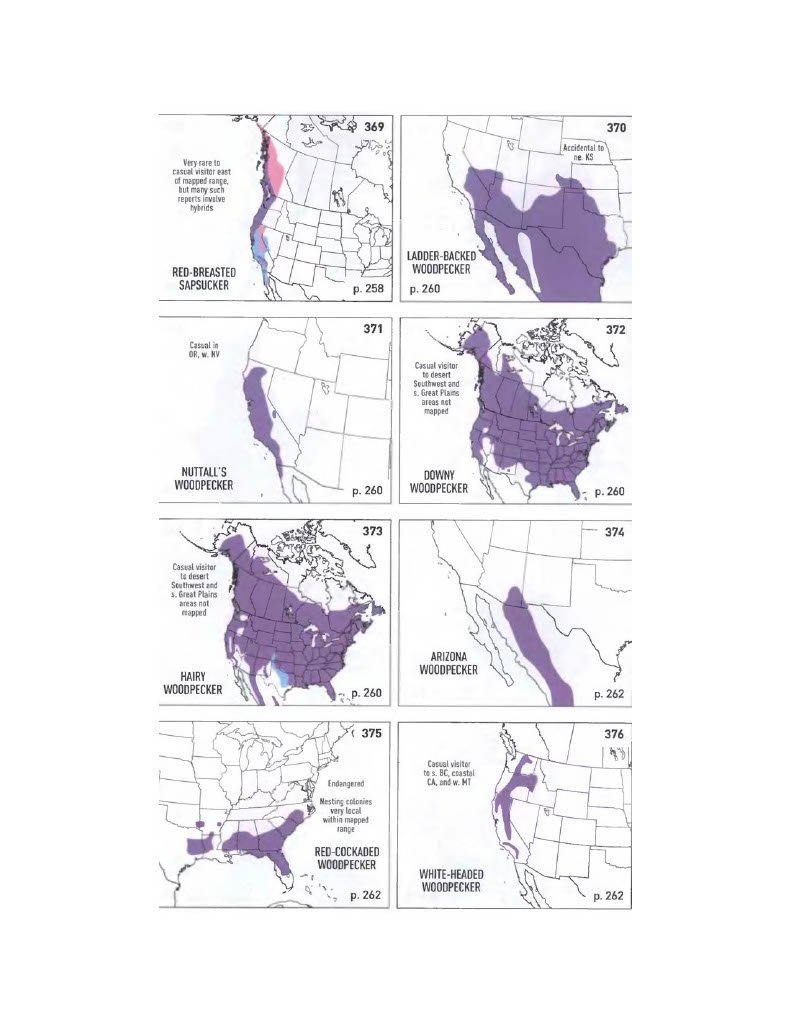 369
Very rare to
casual visitor east
of mapped range,
but many such
reports involve
hybrids
RED-BREASTED
SAPSUCKER
p. 258
370
Accidental to
ne. KS
LADDER-BACKED
WOODPECKER
p. 260
371
Casual in
OR, w. NV
NUTTALL'S
WOODPECKER
p. 260
372
Casual visitor
to desert
Southwest and
s. Great Plains
areas not
mapped
DOWNY
WOODPECKER
p. 260
373
Casual visitor
to desert
Southwest and
s. Great Plains
areas not
mapped
HAIRY
WOODPECKER
p. 260
374
ARIZONA
WOODPECKER
p. 262
375
Endangered
Nesting colonies
very local
within mapped
range
RED-COCKADED
WOODPECKER
p. 262
376
Casual visitor
to s. BC, coastal
CA, and w. MT
WHITE-HEADED
WOODPECKER
p. 262